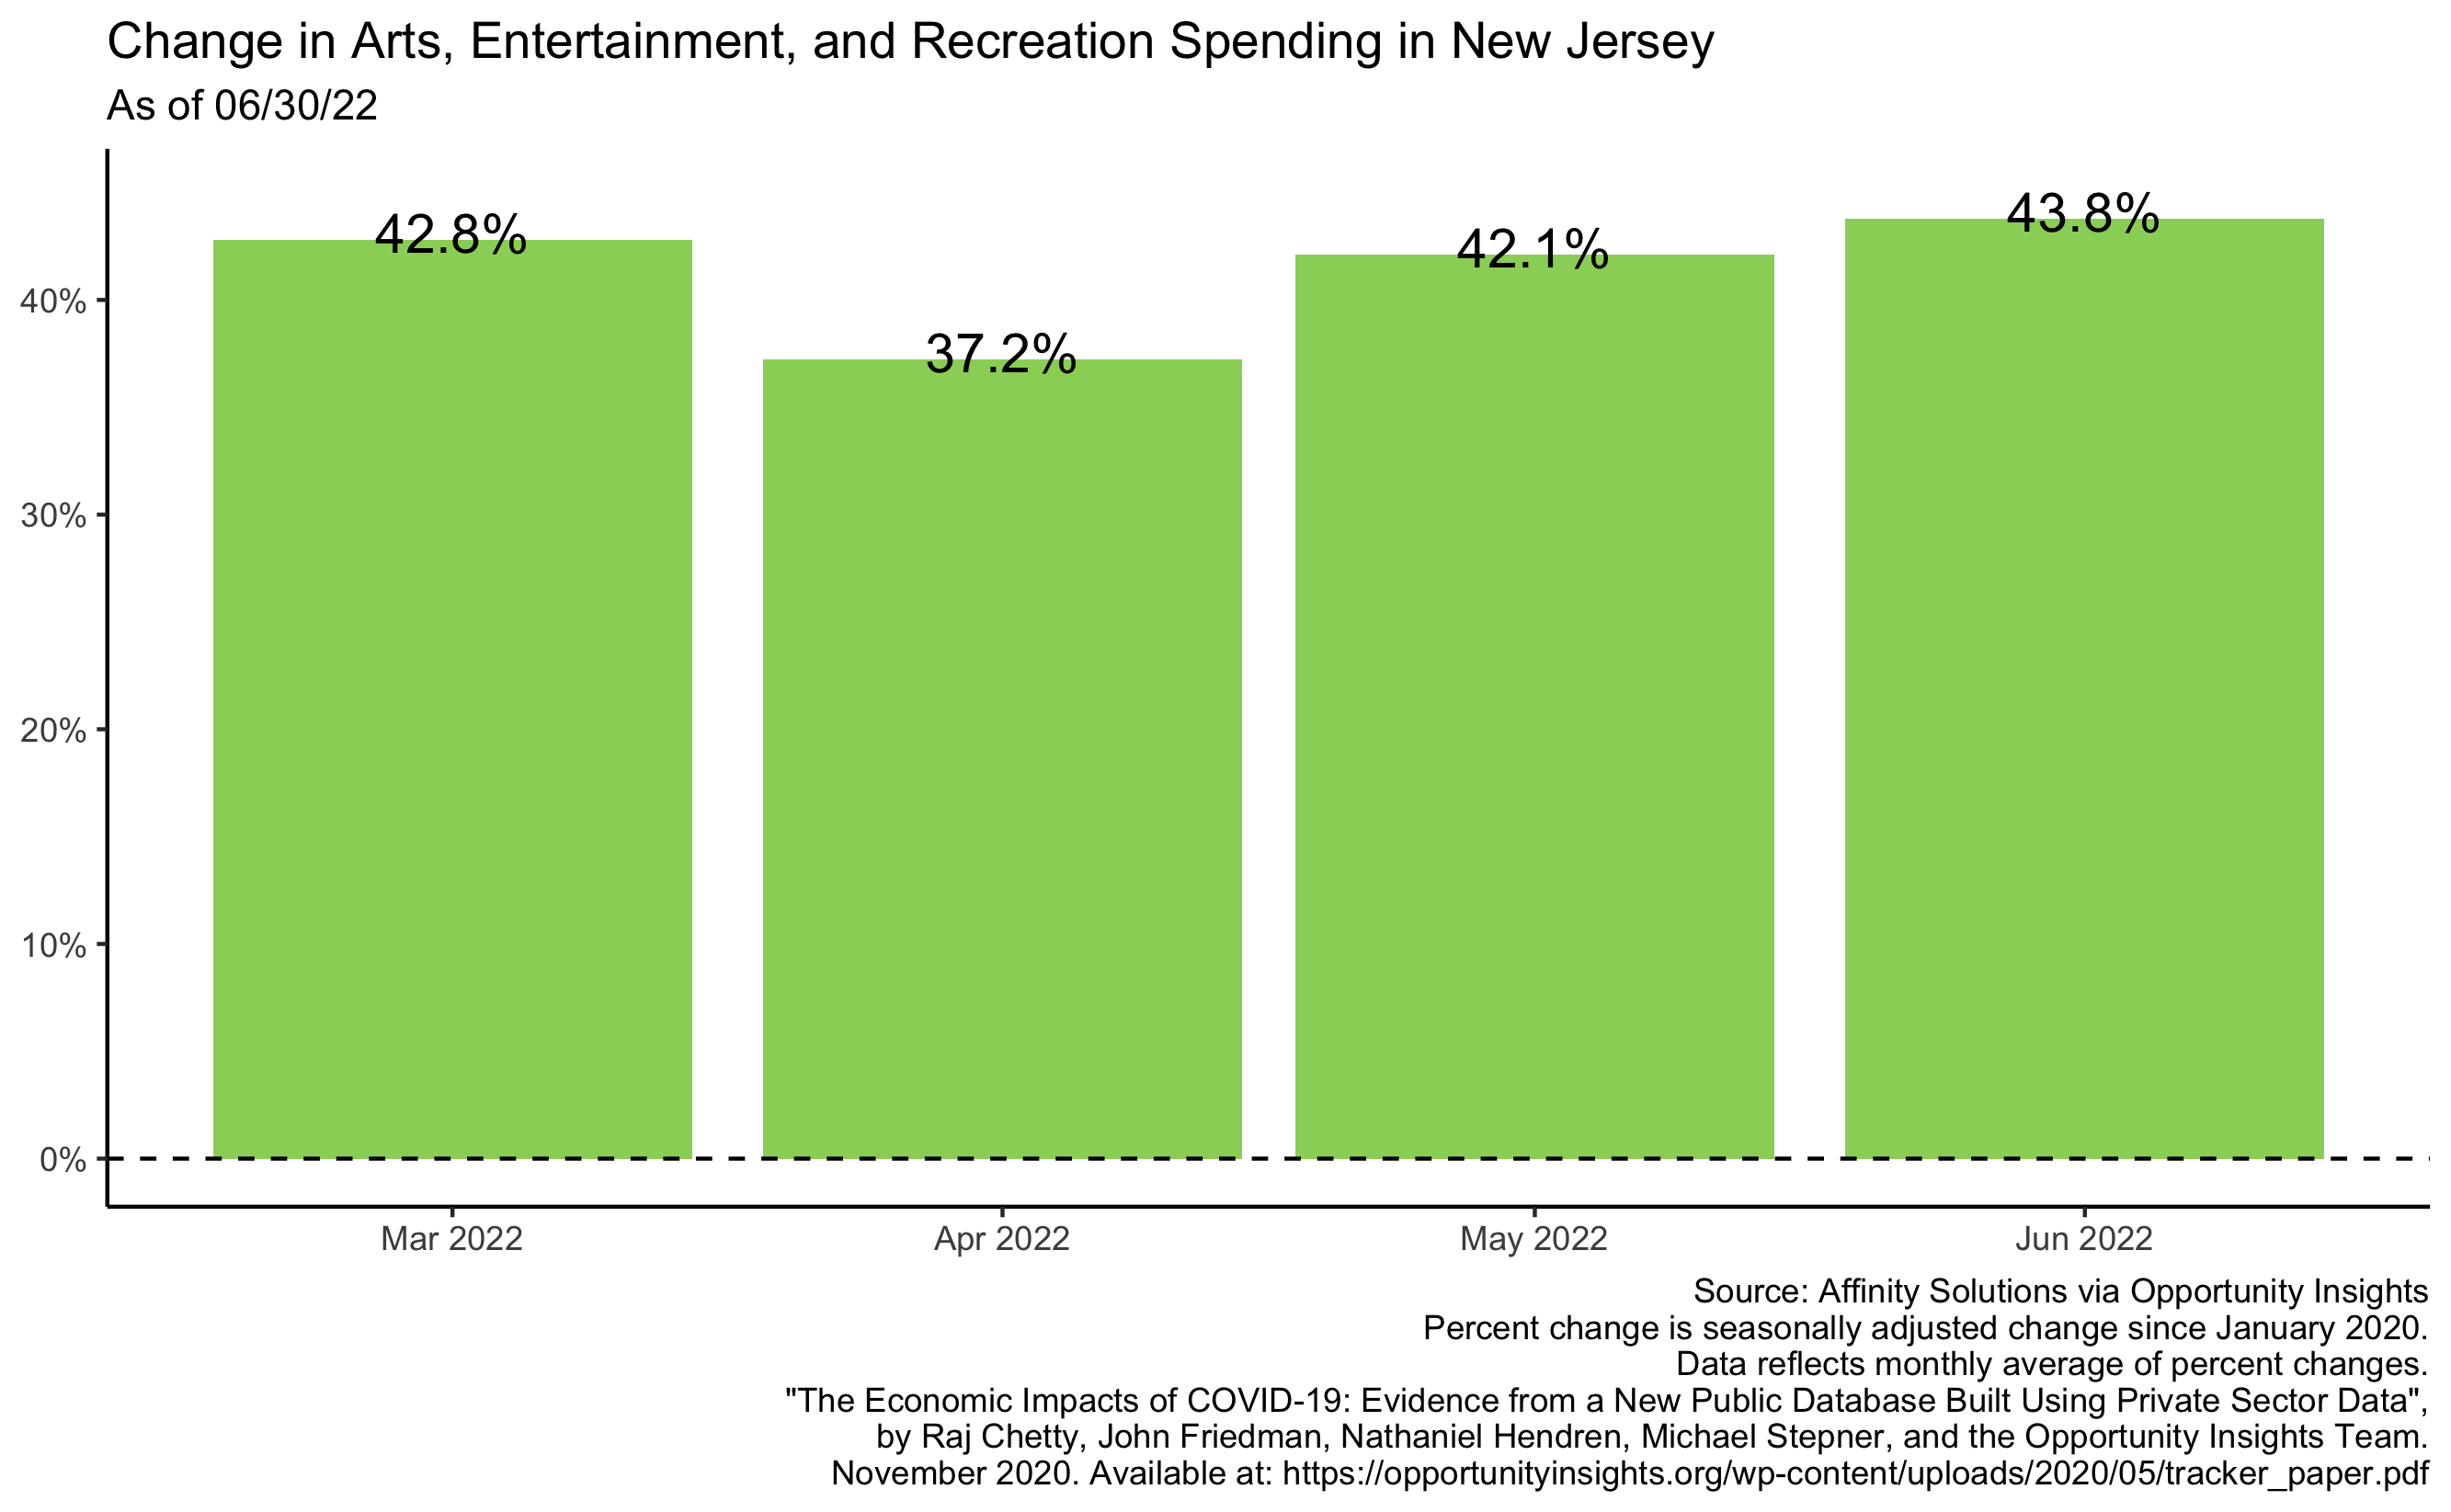 Change in Arts, Entertainment, and Recreation Spending in New Jersey
As of 06/30/22
42.8%
37.2%
42.1%
43.8%
40%
30%
20%
10%
0%
Mar 2022
Apr 2022
May 2022
Jun 2022
Source: Affinity Solutions via Opportunity Insights
Percent change is seasonally adjusted change since January 2020.
Data reflects monthly average of percent changes.
"The Economic Impacts of COVID-19: Evidence from a New Public Database Built Using Private Sector Data",
by Raj Chetty, John Friedman, Nathaniel Hendren, Michael Stepner, and the Opportunity Insights Team.
November 2020. Available at: https://opportunityinsights.org/wp-content/uploads/2020/05/tracker_paper.pdf